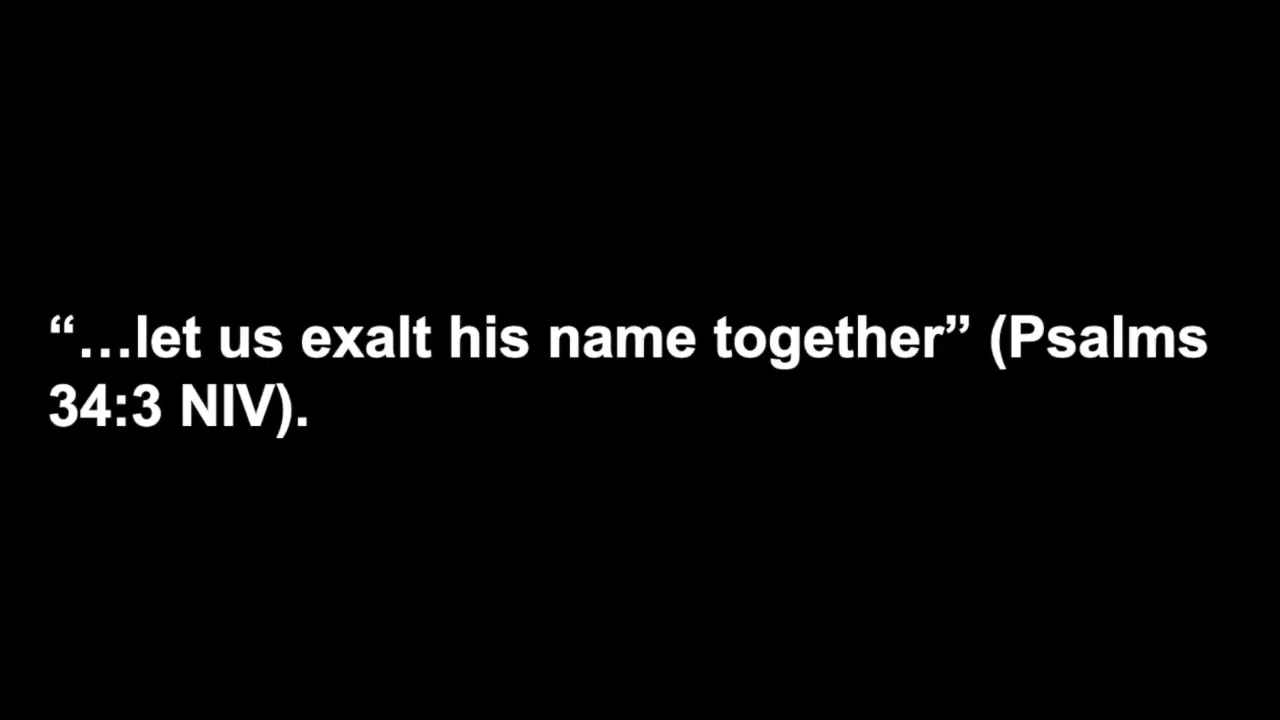 “…let us exalt his name together” (Psalms
34:3 NIV).